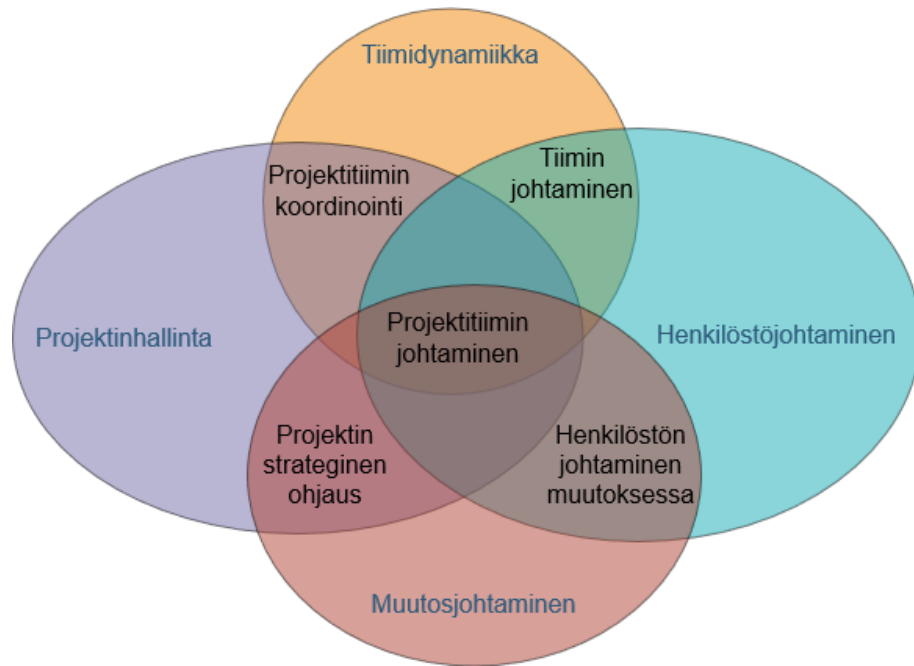 Tiimidynamiikka
Projektitiimin
koordinointi
Tiimin
johtaminen
Projektinhallinta
Projektitiimin
johtaminen
Henkilöstöjohtaminen
Projektin
strateginen
ohjaus
Henkilöstön
johtaminen
muutoksessa
Muutosjohtaminen